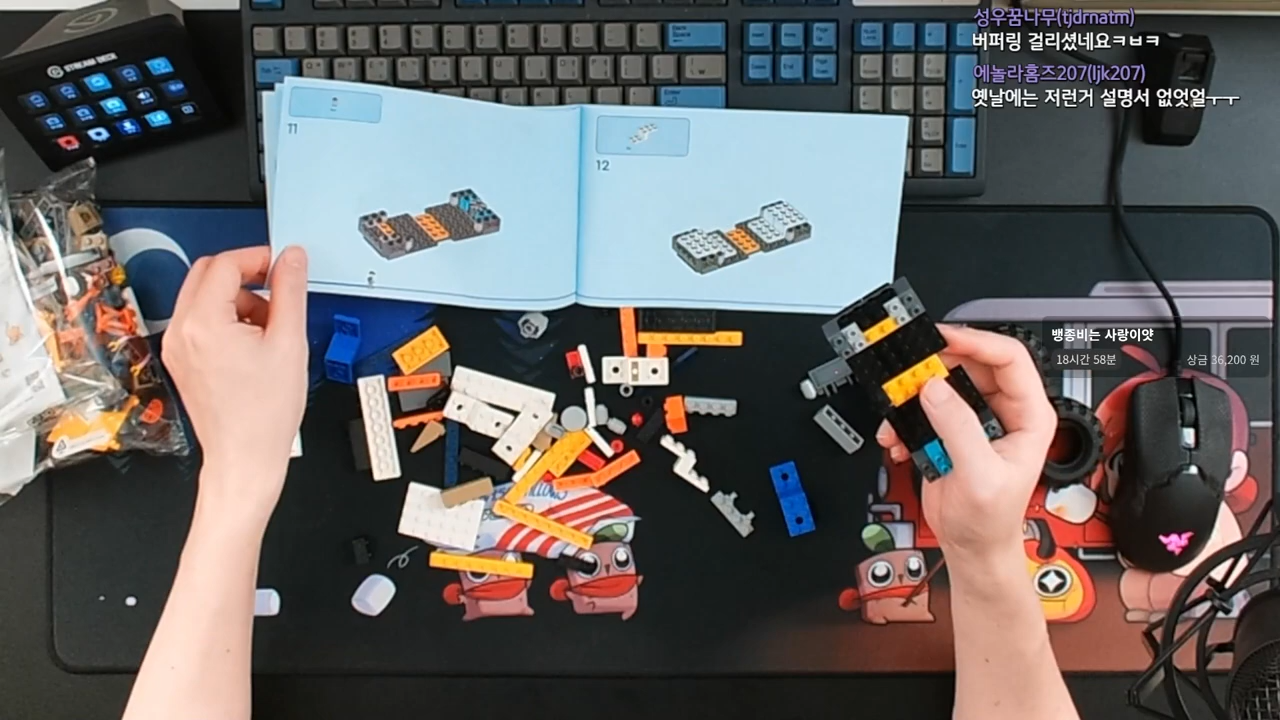 성우꿈나무(tjdrnatm)
버퍼링 걸리셨네요ㅋㅂㅋ
에놀라홈즈207(ljk207)
옛날에는 저런거 설명서 없엇얼ㅜㅜ
STREAM DECK
11
12
뱅종비는 사랑이얏
18시간 58분
상금 36,200 원